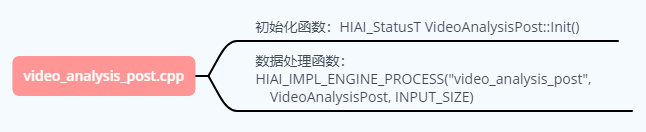 video_analysis_post.cpp
初始化函数：HIAI_StatusT VideoAnalysisPost::Init()
数据处理函数：
HIAI_IMPL_ENGINE_PROCESS("video_analysis_post",
VideoAnalysisPost, INPUT_SIZE)